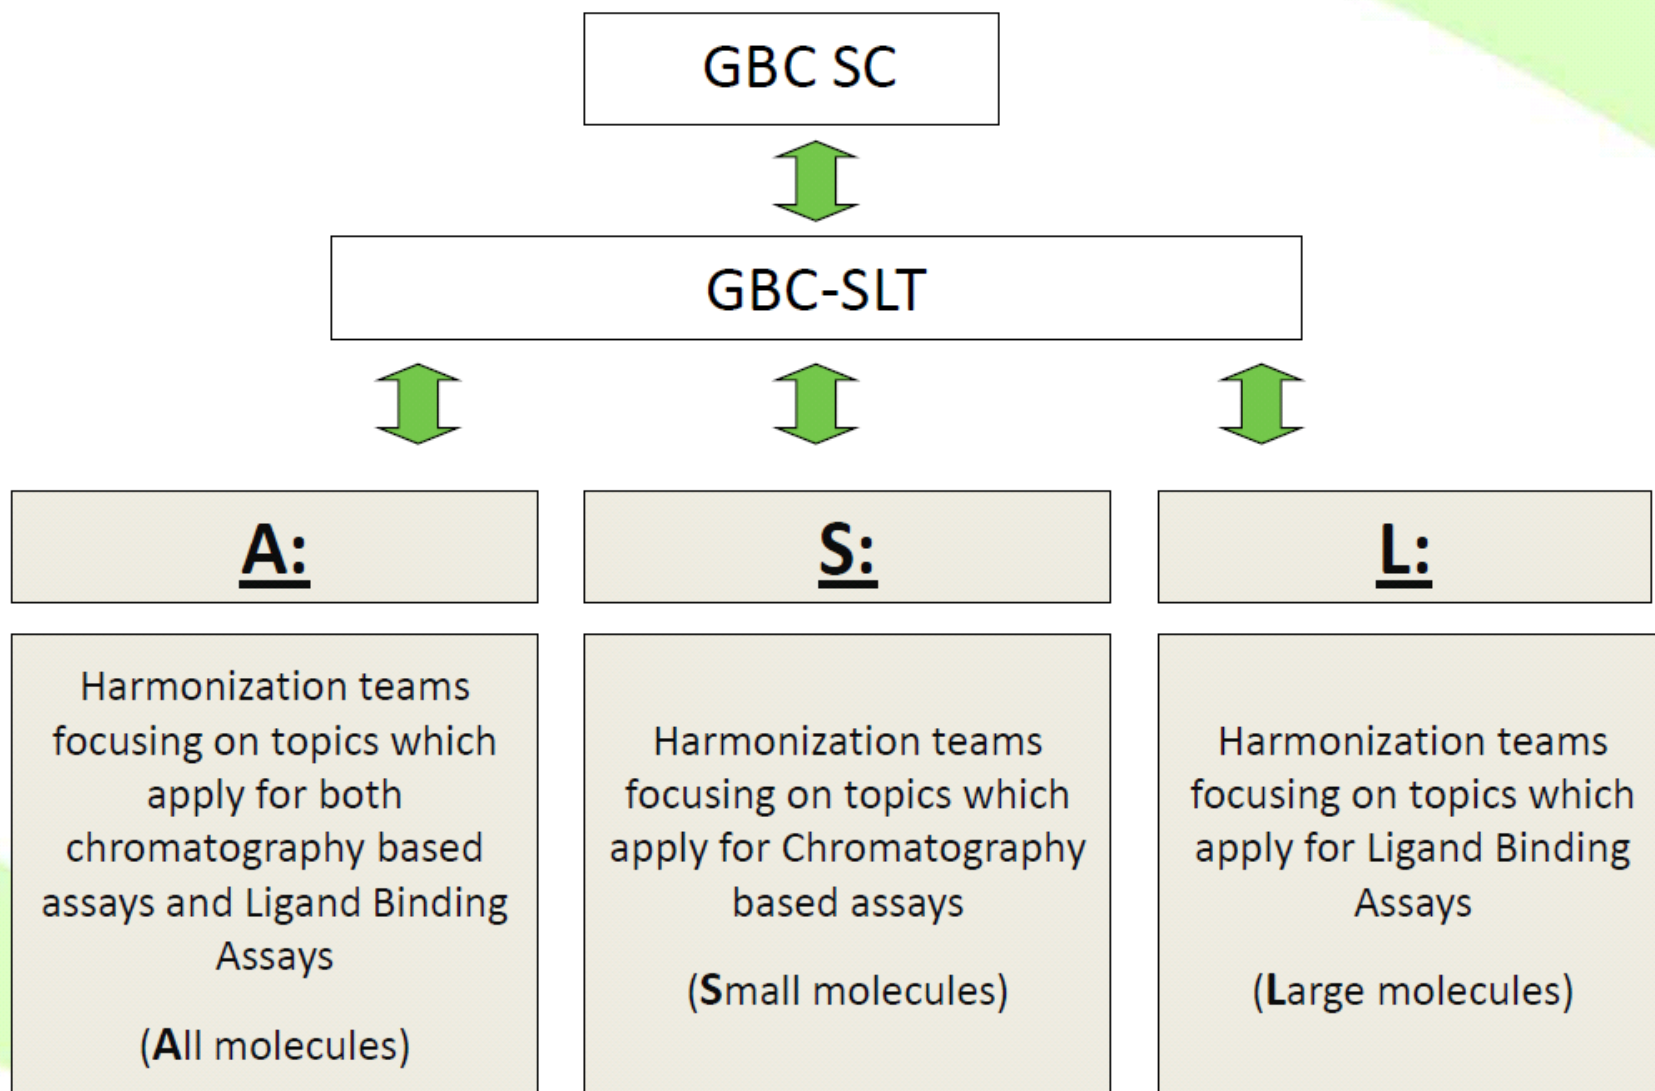 GBC SC
GBC-SLT
A:
Harmonization teams
focusing on topics which
apply for both
chromatography based
assays and Ligand Binding
Assays
(All molecules)
S:
Harmonization teams
focusing on topics which
apply for Chromatography
based assays
(Small molecules)
L:
Harmonization teams
focusing on topics which
apply for Ligand Binding
Assays
(Large molecules)